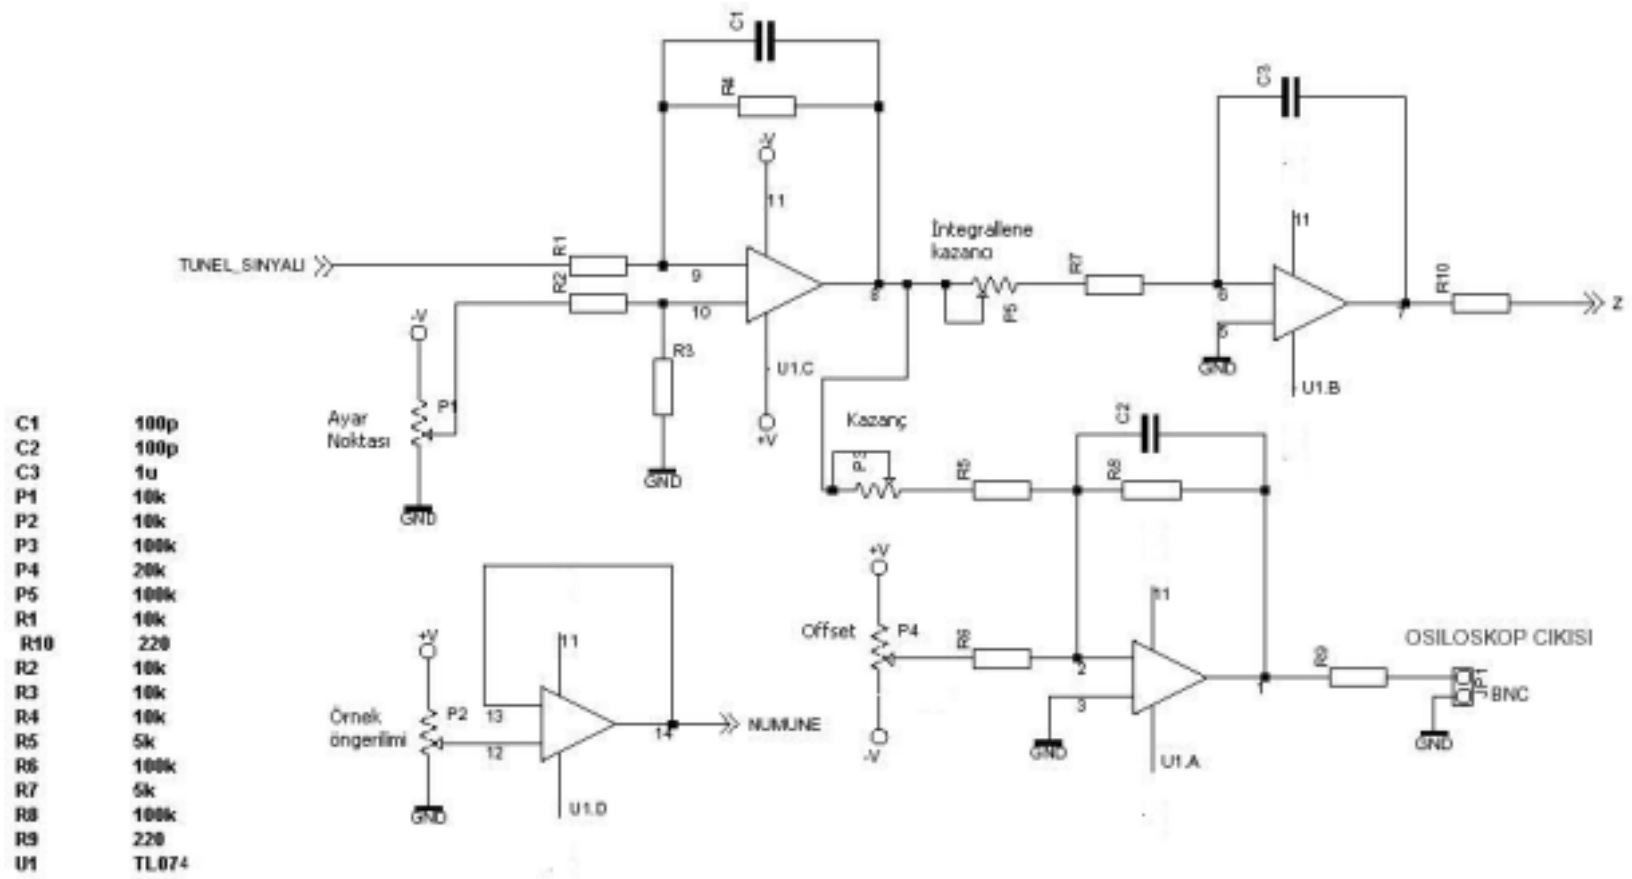 C1
R4
-V
11
TUNEL_SINYALI
R1
R2
9
10
8
U1.C
+V
R3
GND
-V
P1
Ayar
Noktası
GND
İntegrallene
kazancı
P5
R7
C3
11
6
5
GND
7
U1.B
R10
Z
Kazanç
P3
R5
C2
R8
+V
Offset
P4
-V
R6
2
3
GND
11
1
U1.A
R9
OSILOSKOP CIKISI
JP1
BNC
GND
+V
Örnek
öngerilimi
P2
GND
13
12
11
14
NUMUNE
U1.D
C1 100p
C2 100p
C3 1u
P1 10k
P2 10k
P3 100k
P4 20k
P5 100k
R1 10k
R10 220
R2 10k
R3 10k
R4 10k
R5 5k
R6 100k
R7 5k
R8 100k
R9 220
U1 TL074